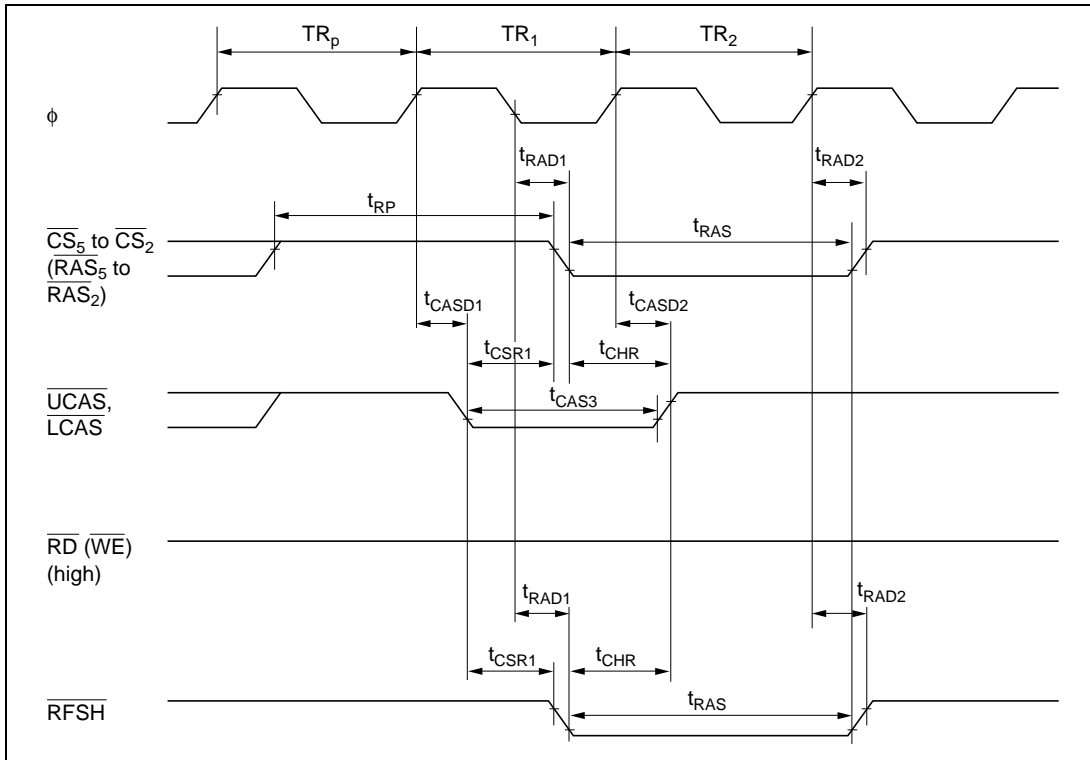 TRp TR1 TR2
ϕ
tRAD1 tRAD2
tRP
tRAS
CS5 to CS2
(RAS5 to
RAS2)
tCASD1 tCASD2
tCSR1 tCHR
tCAS3
UCAS,
LCAS
RD (WE)
(high)
tRAD1 tRAD2
tCSR1 tCHR
tRAS
RFSH